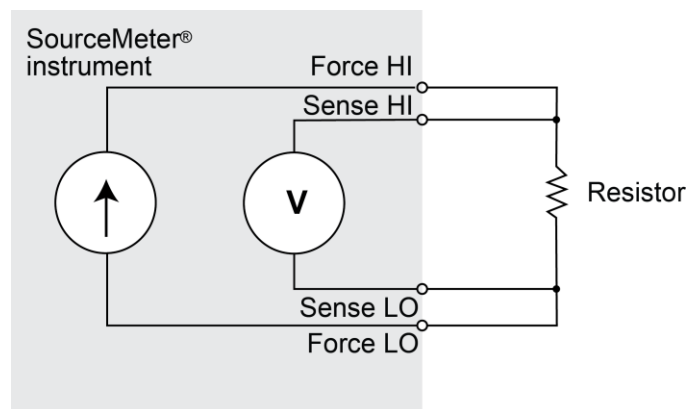 SourceMeter®
instrument
Force HI
Sense HI
V
Resistor
Sense LO
Force LO